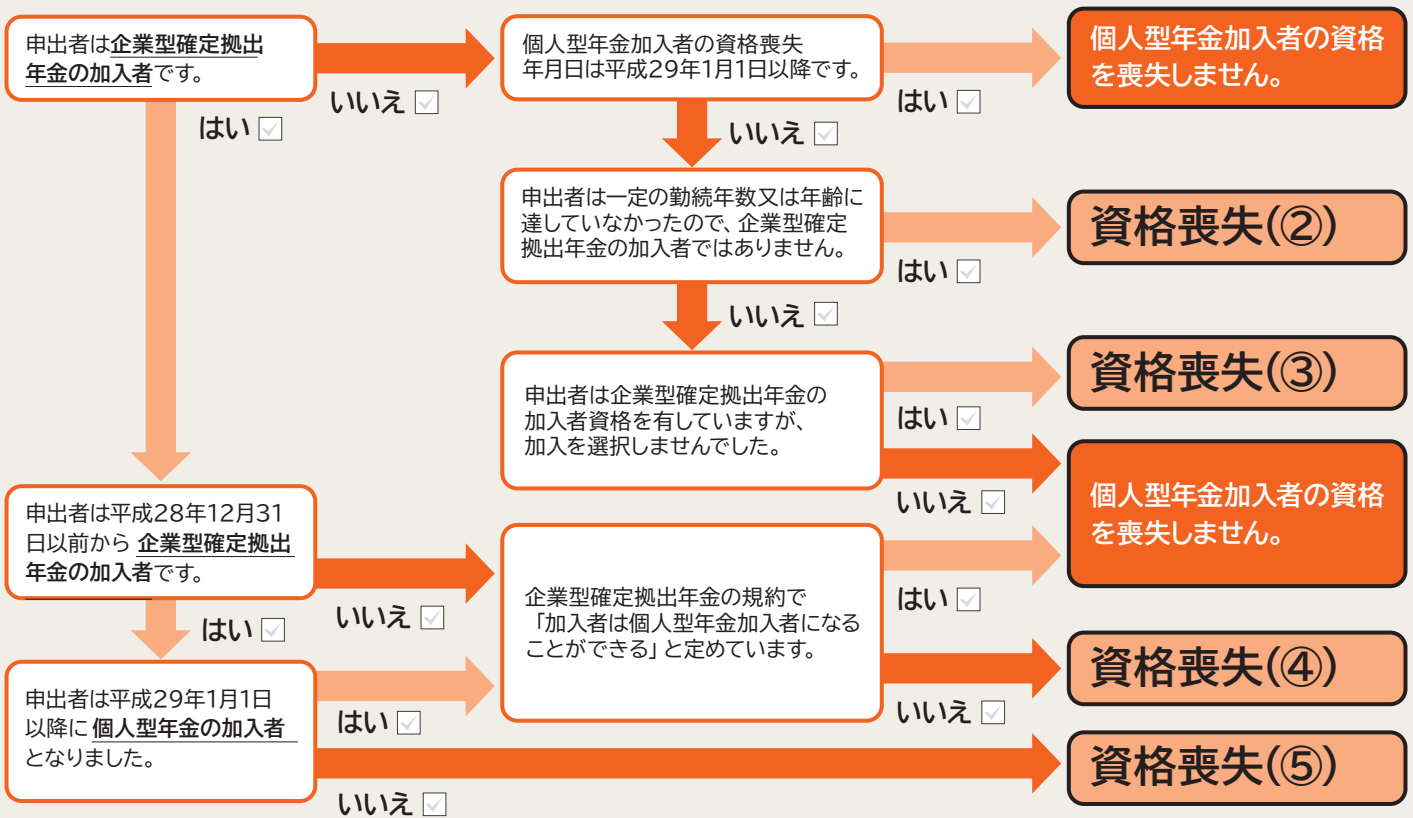 申出者は企業型確定拠出
年金の加入者です。
いいえ
はい
個人型年金加入者の資格喪失
年月日は平成29年1月1日以降です。
はい
いいえ
個人型年金加入者の資格
を喪失しません。
申出者は一定の勤続年数又は年齢に
達していなかったので、企業型確定
拠出年金の加入者ではありません。
はい
いいえ
資格喪失(②)
申出者は企業型確定拠出年金の
加入者資格を有していますが、
加入を選択しませんでした。
はい
いいえ
資格喪失(③)
個人型年金加入者の資格
を喪失しません。
申出者は平成28年12月31
日以前から 企業型確定拠出
年金の加入者です。
いいえ
はい
企業型確定拠出年金の規約で
「加入者は個人型年金加入者になる
ことができる」と定めています。
はい
いいえ
資格喪失(④)
申出者は平成29年1月1日
以降に個人型年金の加入者
となりました。
はい
いいえ
資格喪失(⑤)